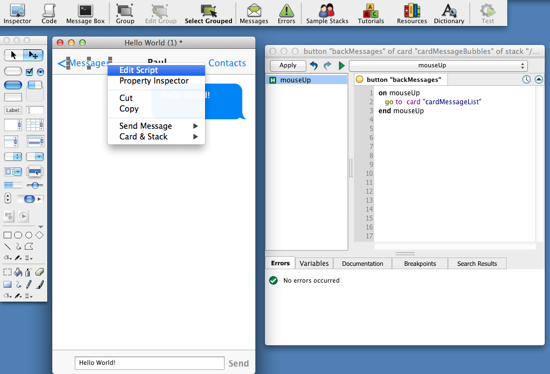 Inspector Code Message Box Group Edit Group Select Grouped Messages Errors Sample Stacks Tutorials Resources Dictionary Test
Hello World (1) *
Messages Paul Contacts
Edit Script
Property Inspector
Cut
Copy
Send Message
Card & Stack
Label:
Hello World! Send
button "backMessages" of card "cardMessageBubbles" of stack "/...
Apply mouseUp
M mouseUp
button "backMessages"
1 on mouseUp
2 go to card "cardMessageList"
3 end mouseUp
4
5
6
7
8
9
10
11
12
13
14
15
16
17
Errors Variables Documentation Breakpoints Search Results
No errors occurred